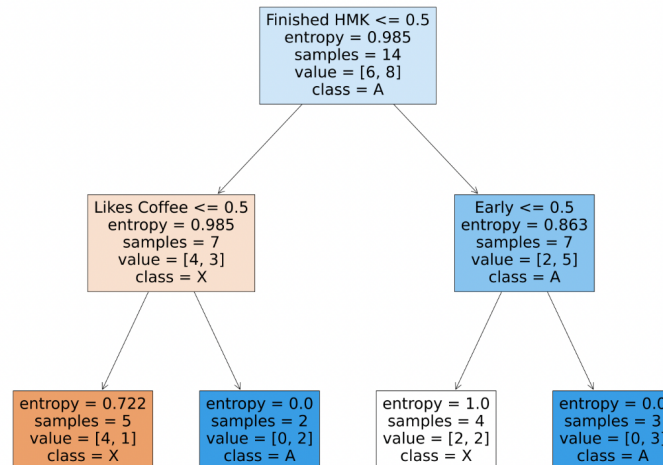 Finished HMK <= 0.5
entropy = 0.985
samples = 14
value = [6, 8]
class = A
Likes Coffee <= 0.5
entropy = 0.985
samples = 7
value = [4, 3]
class = X
Early <= 0.5
entropy = 0.863
samples = 7
value = [2, 5]
class = A
entropy = 0.722
samples = 5
value = [4, 1]
class = X
entropy = 0.0
samples = 2
value = [0, 2]
class = A
entropy = 1.0
samples = 4
value = [2, 2]
class = X
entropy = 0.0
samples = 3
value = [0, 3]
class = A